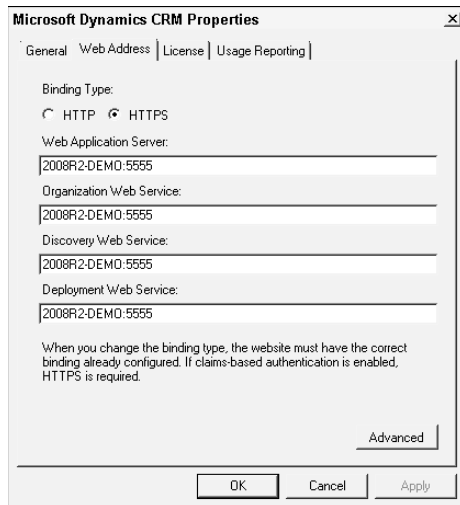 Microsoft Dynamics CRM Properties
General Web Address License Usage Reporting
Binding Type:
HTTP HTTPS
Web Application Server:
2008R2-DEMO:5555
Organization Web Service:
2008R2-DEMO:5555
Discovery Web Service:
2008R2-DEMO:5555
Deployment Web Service:
2008R2-DEMO:5555
When you change the binding type, the website must have the correct
binding already configured. If claims-based authentication is enabled,
HTTPS is required.
Advanced
OK Cancel Apply